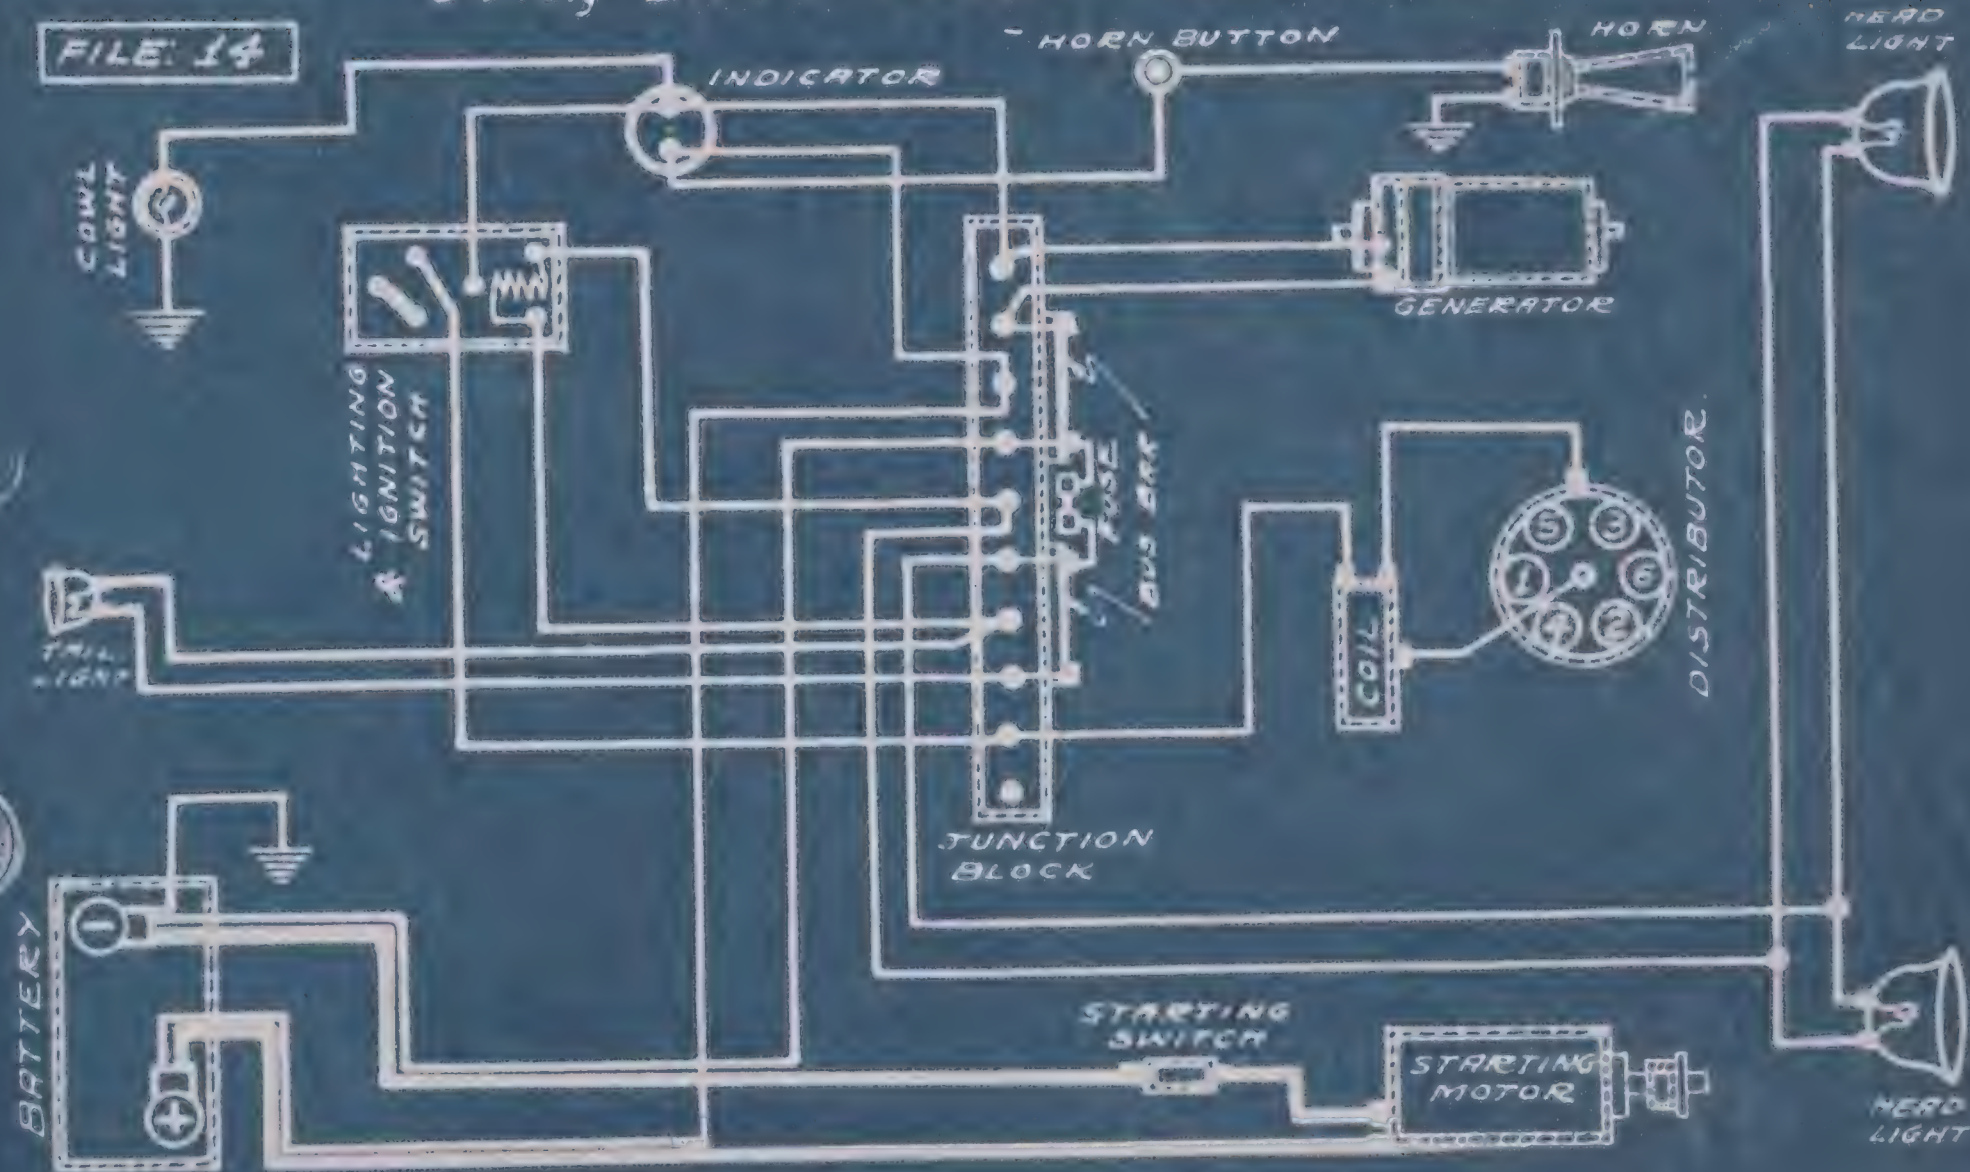 FILE: 14
INDICATOR
- HORN BUTTON
HORN
HEAD
LIGHT
COWL
LIGHT
GENERATOR
LIGHTING
& IGNITION
SWITCH
FUSE
BUS BAR
DISTRIBUTOR.
5 3
1 6
4 2
COIL
TAIL
LIGHT
JUNCTION
BLOCK
BATTERY
−
+
STARTING
SWITCH
STARTING
MOTOR
HEAD
LIGHT